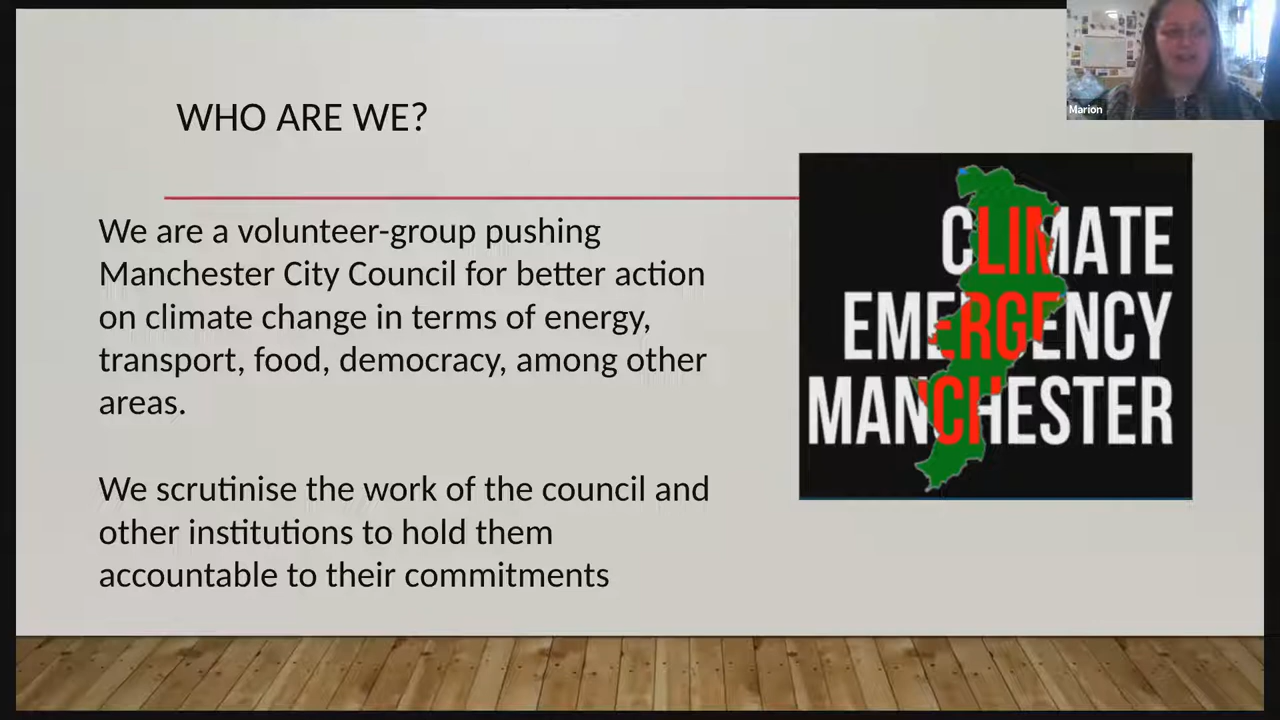 Marion
WHO ARE WE?
We are a volunteer-group pushing
Manchester City Council for better action
on climate change in terms of energy,
transport, food, democracy, among other
areas.
We scrutinise the work of the council and
other institutions to hold them
accountable to their commitments
CLIMATE
EMERGENCY
MANCHESTER